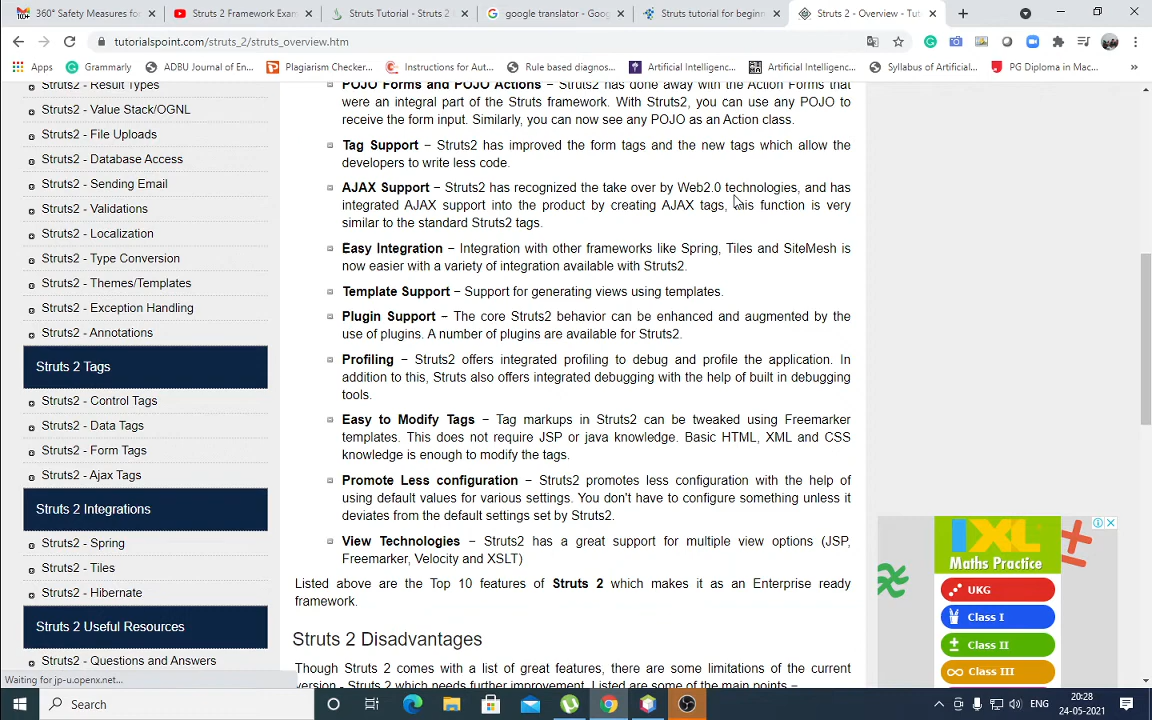 360° Safety Measures for
Struts 2 Framework Exam
Struts Tutorial - Struts 2
google translator - Goog
Struts tutorial for beginn
Struts 2 - Overview - Tut
tutorialspoint.com/struts_2/struts_overview.htm
Apps
Grammarly
ADBU Journal of En...
Plagiarism Checker...
Instructions for Aut...
Rule based diagnos...
Artificial Intelligenc...
Artificial Intelligenc...
Syllabus of Artificial...
PG Diploma in Mac...
»
Struts2 - Result Types
Struts2 - Value Stack/OGNL
Struts2 - File Uploads
Struts2 - Database Access
Struts2 - Sending Email
Struts2 - Validations
Struts2 - Localization
Struts2 - Type Conversion
Struts2 - Themes/Templates
Struts2 - Exception Handling
Struts2 - Annotations
Struts 2 Tags
Struts2 - Control Tags
Struts2 - Data Tags
Struts2 - Form Tags
Struts2 - Ajax Tags
Struts 2 Integrations
Struts2 - Spring
Struts2 - Tiles
Struts2 - Hibernate
Struts 2 Useful Resources
Struts2 - Questions and Answers
POJO Forms and POJO Actions − Struts2 has done away with the Action Forms that
were an integral part of the Struts framework. With Struts2, you can use any POJO to
receive the form input. Similarly, you can now see any POJO as an Action class.
Tag Support − Struts2 has improved the form tags and the new tags which allow the
developers to write less code.
AJAX Support − Struts2 has recognized the take over by Web2.0 technologies, and has
integrated AJAX support into the product by creating AJAX tags, this function is very
similar to the standard Struts2 tags.
Easy Integration − Integration with other frameworks like Spring, Tiles and SiteMesh is
now easier with a variety of integration available with Struts2.
Template Support − Support for generating views using templates.
Plugin Support − The core Struts2 behavior can be enhanced and augmented by the
use of plugins. A number of plugins are available for Struts2.
Profiling − Struts2 offers integrated profiling to debug and profile the application. In
addition to this, Struts also offers integrated debugging with the help of built in debugging
tools.
Easy to Modify Tags − Tag markups in Struts2 can be tweaked using Freemarker
templates. This does not require JSP or java knowledge. Basic HTML, XML and CSS
knowledge is enough to modify the tags.
Promote Less configuration − Struts2 promotes less configuration with the help of
using default values for various settings. You don't have to configure something unless it
deviates from the default settings set by Struts2.
View Technologies − Struts2 has a great support for multiple view options (JSP,
Freemarker, Velocity and XSLT)
Listed above are the Top 10 features of Struts 2 which makes it as an Enterprise ready
framework.
Struts 2 Disadvantages
Though Struts 2 comes with a list of great features, there are some limitations of the current
version - Struts 2 which needs further improvement. Listed are some of the main points −
IXL
Maths Practice
UKG
Class I
Class II
Class III
Waiting for jp-u.openx.net...
Search
ENG
20:28
24-05-2021